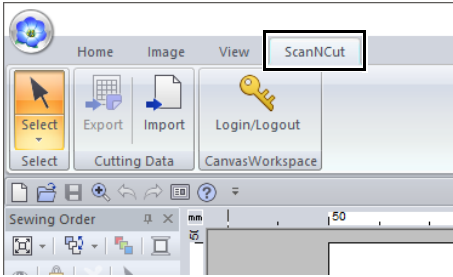 Home Image View ScanNCut
Select Export Import Login/Logout
Select Cutting Data CanvasWorkspace
Sewing Order
mm 50